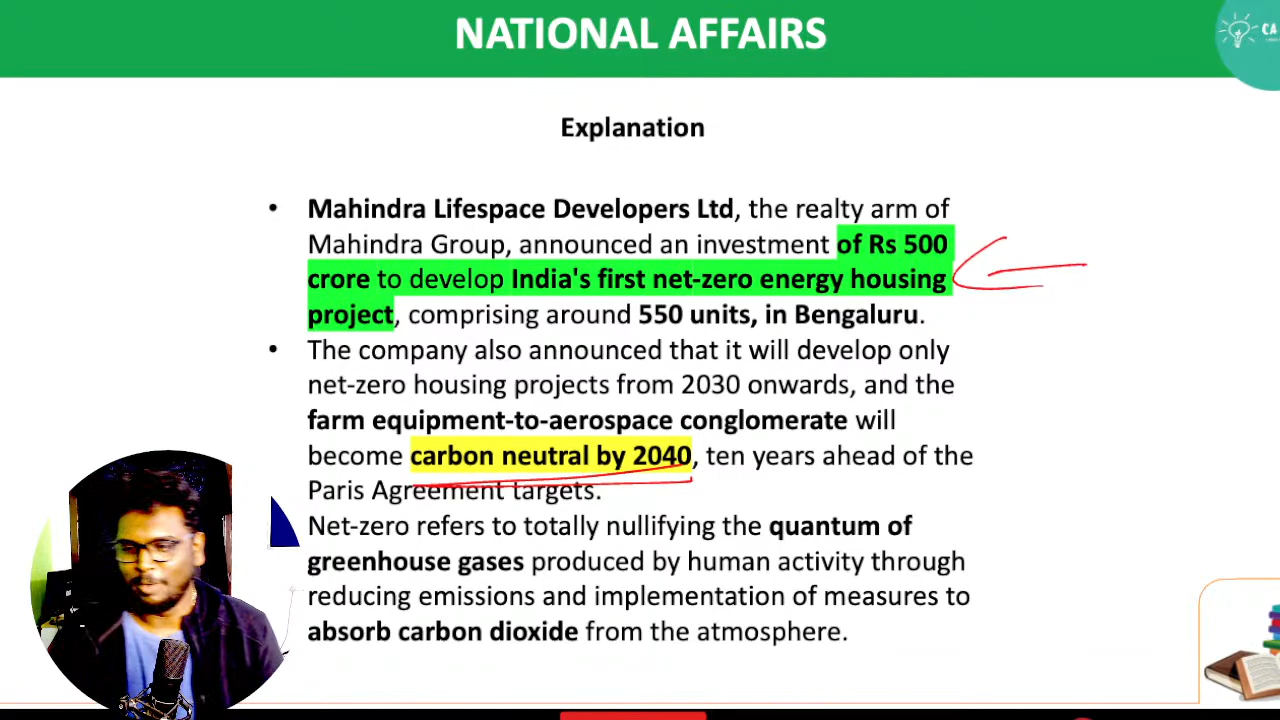 NATIONAL AFFAIRS
CA
Explanation
• Mahindra Lifespace Developers Ltd, the realty arm of
Mahindra Group, announced an investment of Rs 500
crore to develop India's first net-zero energy housing
project, comprising around 550 units, in Bengaluru.
• The company also announced that it will develop only
net-zero housing projects from 2030 onwards, and the
farm equipment-to-aerospace conglomerate will
become carbon neutral by 2040, ten years ahead of the
Paris Agreement targets.
Net-zero refers to totally nullifying the quantum of
greenhouse gases produced by human activity through
reducing emissions and implementation of measures to
absorb carbon dioxide from the atmosphere.